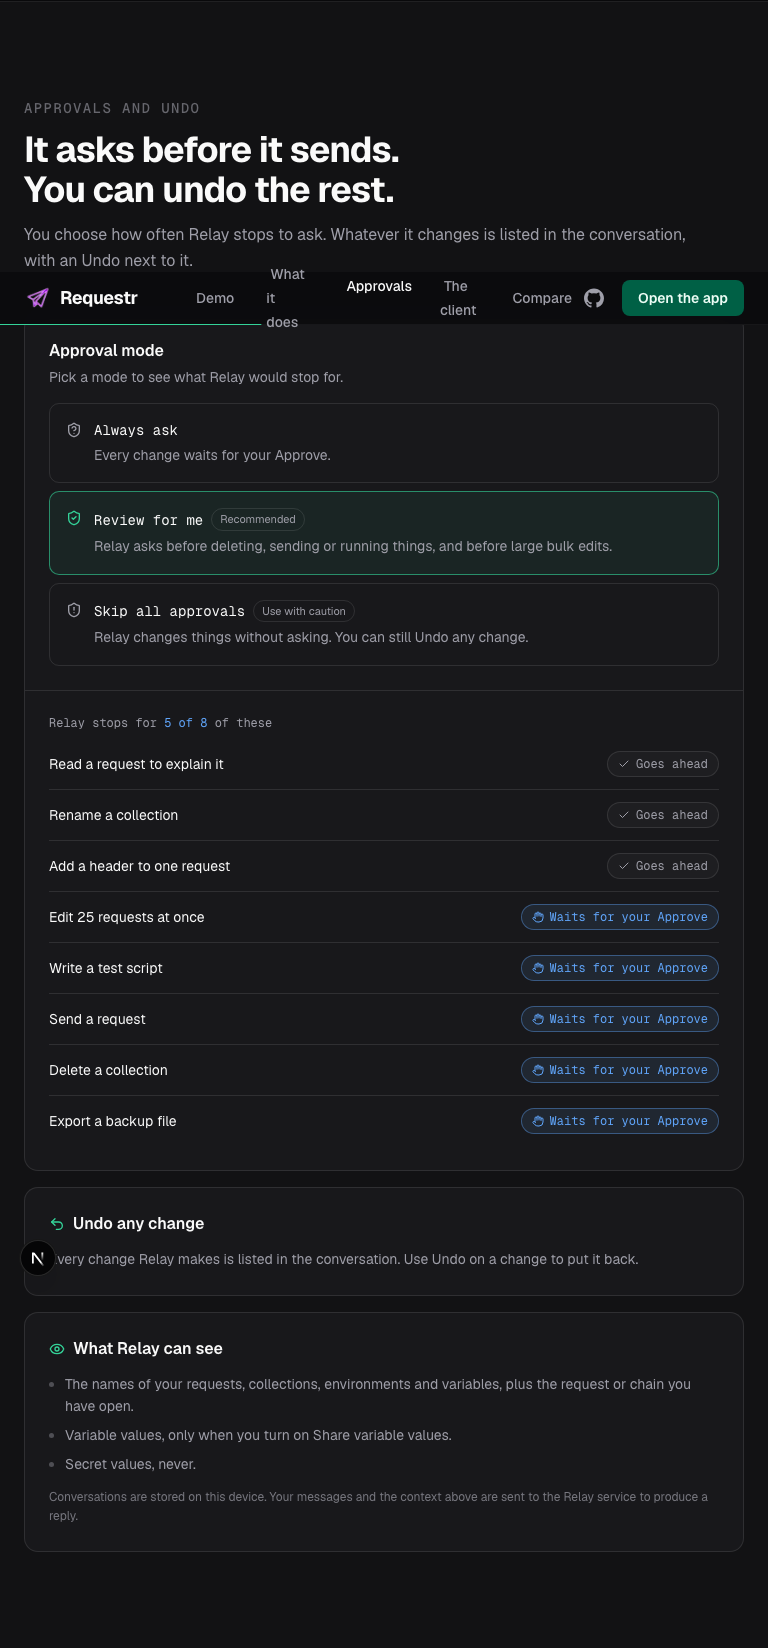 APPROVALS AND UNDO
It asks before it sends.
You can undo the rest.
You choose how often Relay stops to ask. Whatever it changes is listed in the conversation,
with an Undo next to it.
Requestr
Demo
What
it
does
Approvals
The
client
Compare
Open the app
Approval mode
Pick a mode to see what Relay would stop for.
Always ask
Every change waits for your Approve.
Review for me Recommended
Relay asks before deleting, sending or running things, and before large bulk edits.
Skip all approvals Use with caution
Relay changes things without asking. You can still Undo any change.
Relay stops for 5 of 8 of these
Read a request to explain it Goes ahead
Rename a collection Goes ahead
Add a header to one request Goes ahead
Edit 25 requests at once Waits for your Approve
Write a test script Waits for your Approve
Send a request Waits for your Approve
Delete a collection Waits for your Approve
Export a backup file Waits for your Approve
Undo any change
N
very change Relay makes is listed in the conversation. Use Undo on a change to put it back.
What Relay can see
The names of your requests, collections, environments and variables, plus the request or chain you
have open.
Variable values, only when you turn on Share variable values.
Secret values, never.
Conversations are stored on this device. Your messages and the context above are sent to the Relay service to produce a
reply.